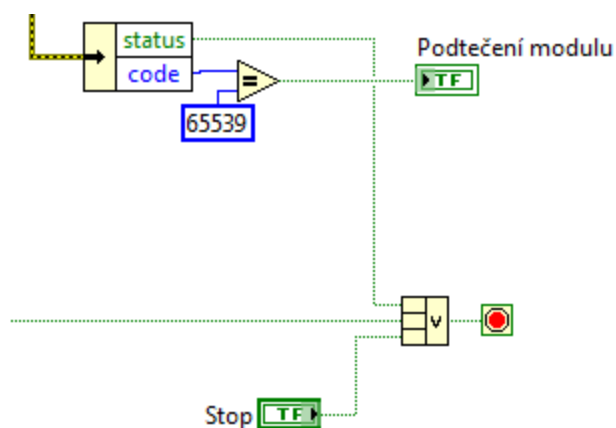 status
Podtečení modulu
code
=
TF
65539
V
Stop
TF